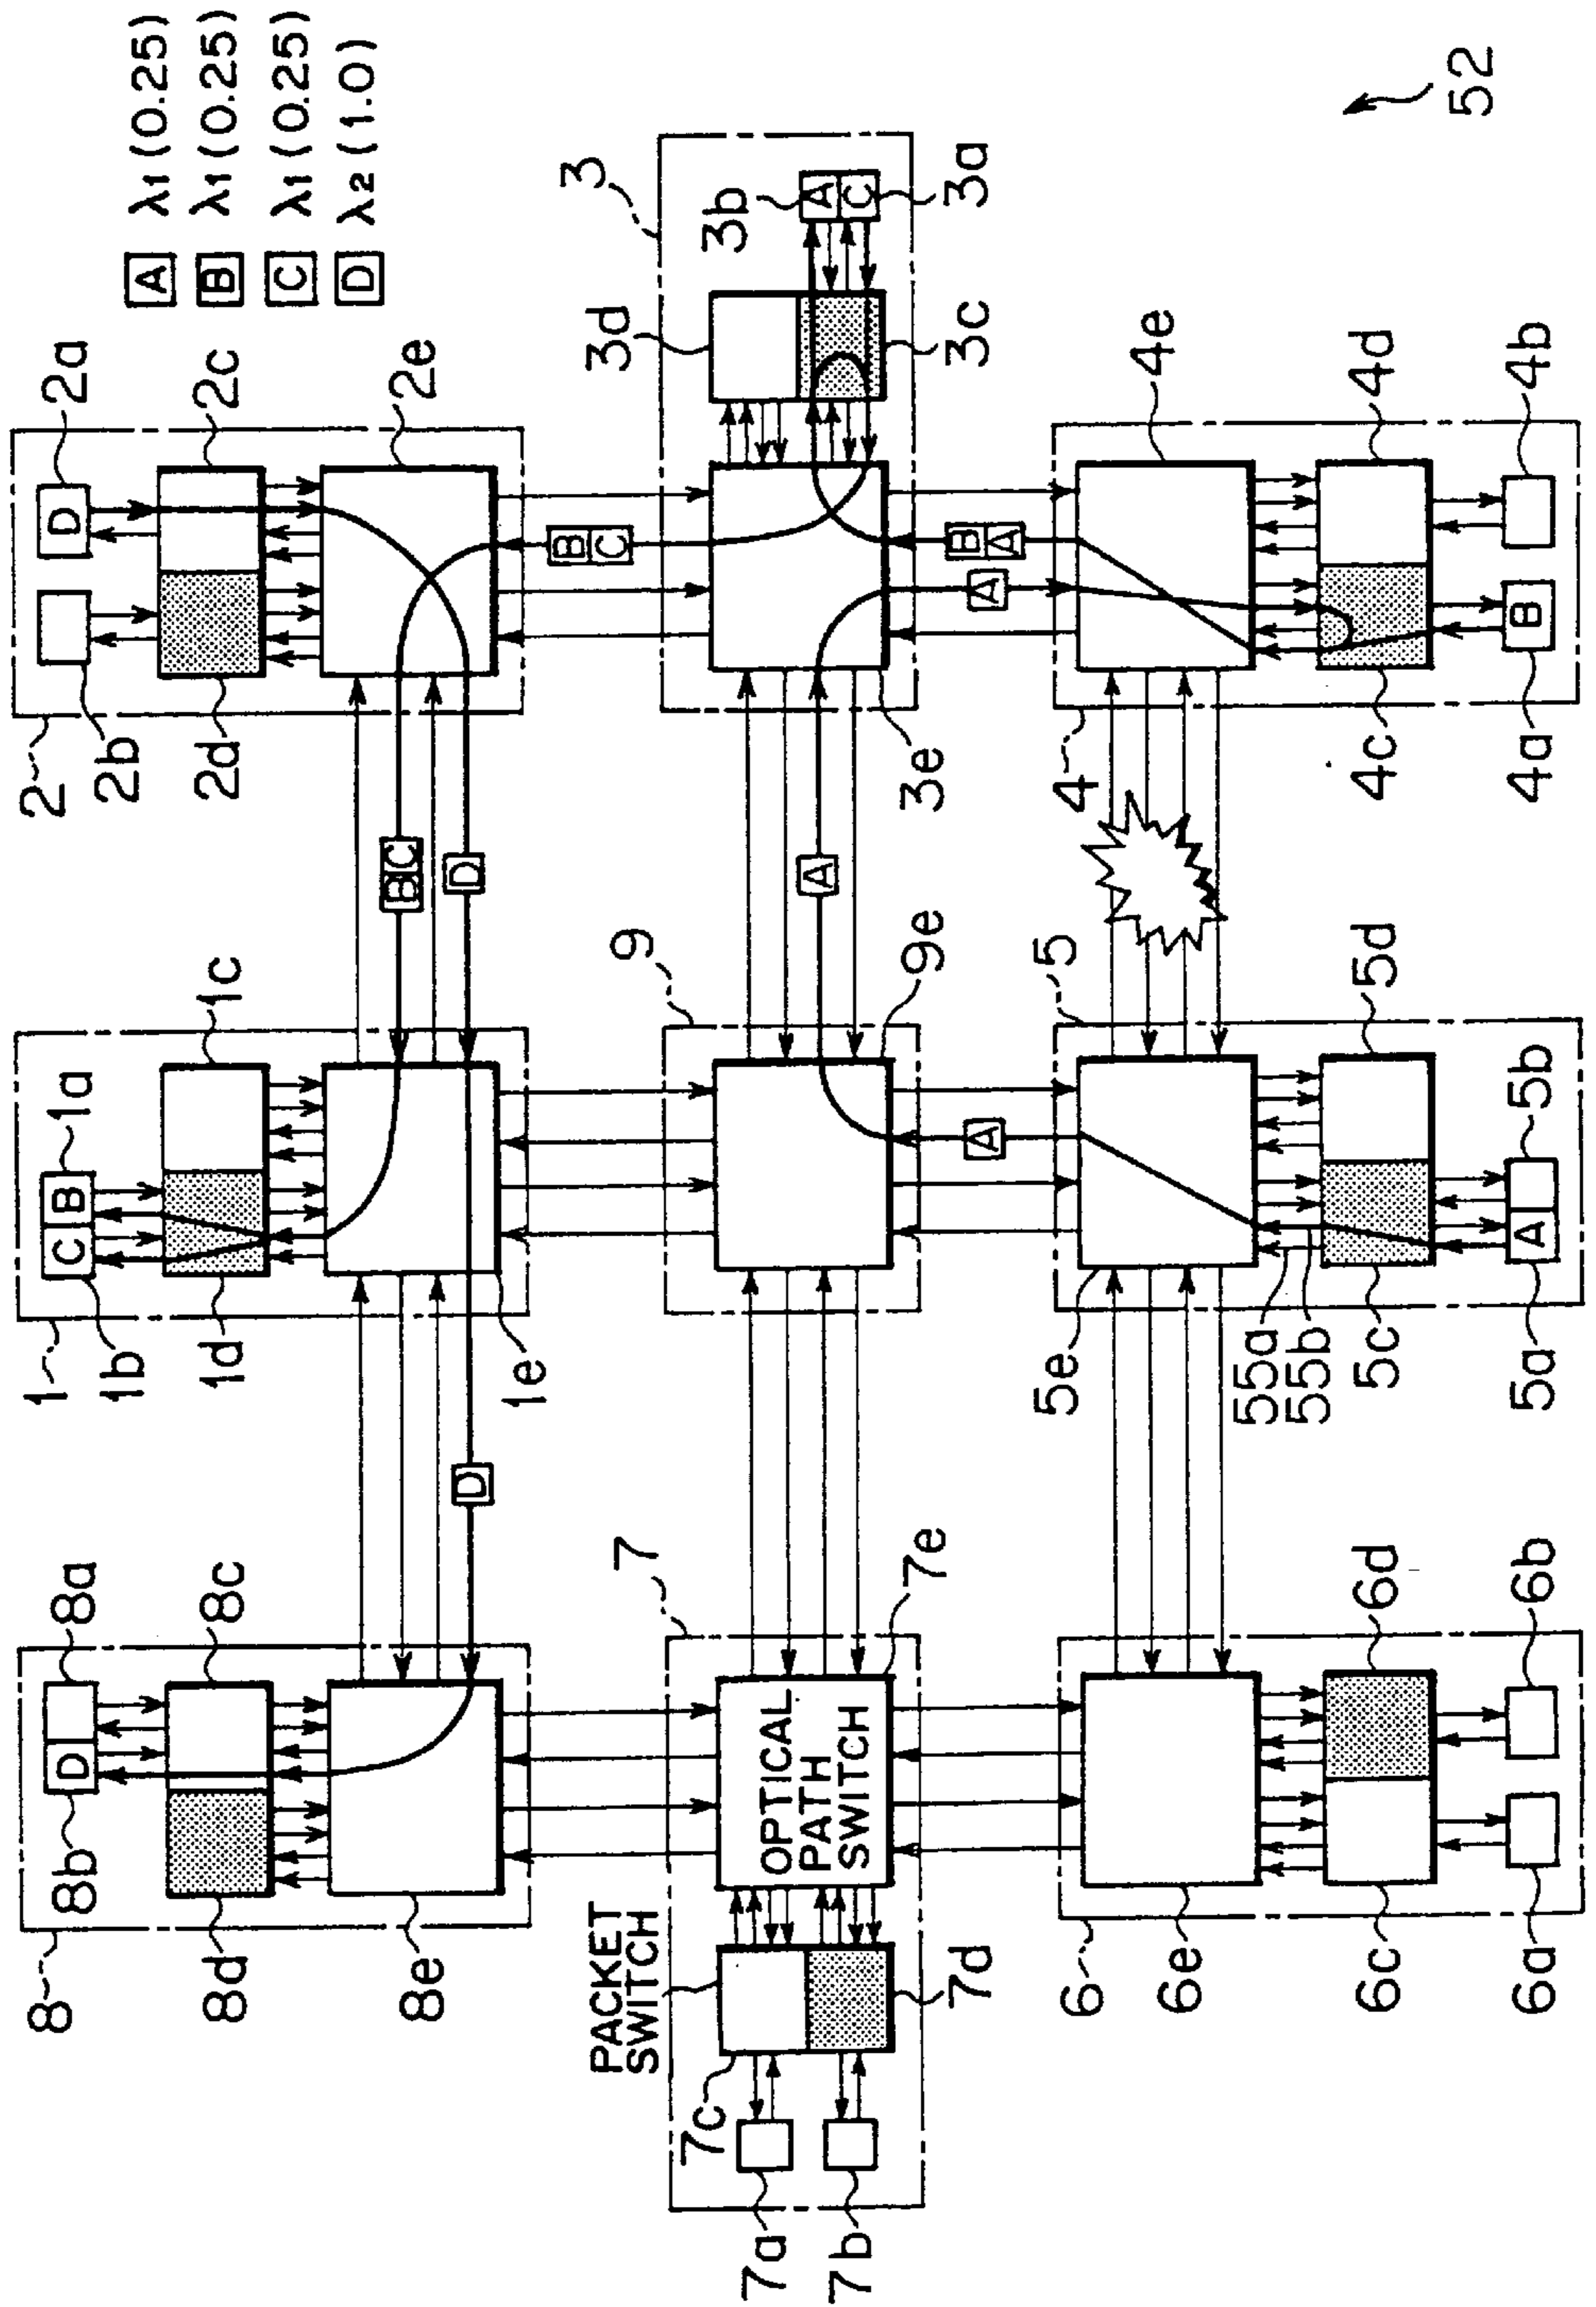 A λ1(0.25)
B λ1(0.25)
C λ1(0.25)
D λ2(1.0)
52
8
8b
8a
D
8d
8c
8e
D
1
1b
1a
C B
1d
1c
1e
BC
D
2
2b
2a
D
2d
2c
2e
B
C
PACKET
SWITCH
7
7a
7b
7c
7d
OPTICAL
PATH
SWITCH
7e
9
9e
A
3
3e
3d
3c
3b
3a
A
C
A
A
B
A
6
6e
6c
6d
6a
6b
5
5e
55a
55b
5c
5d
5a
5b
A
4
4e
4c
4d
4a
4b
B